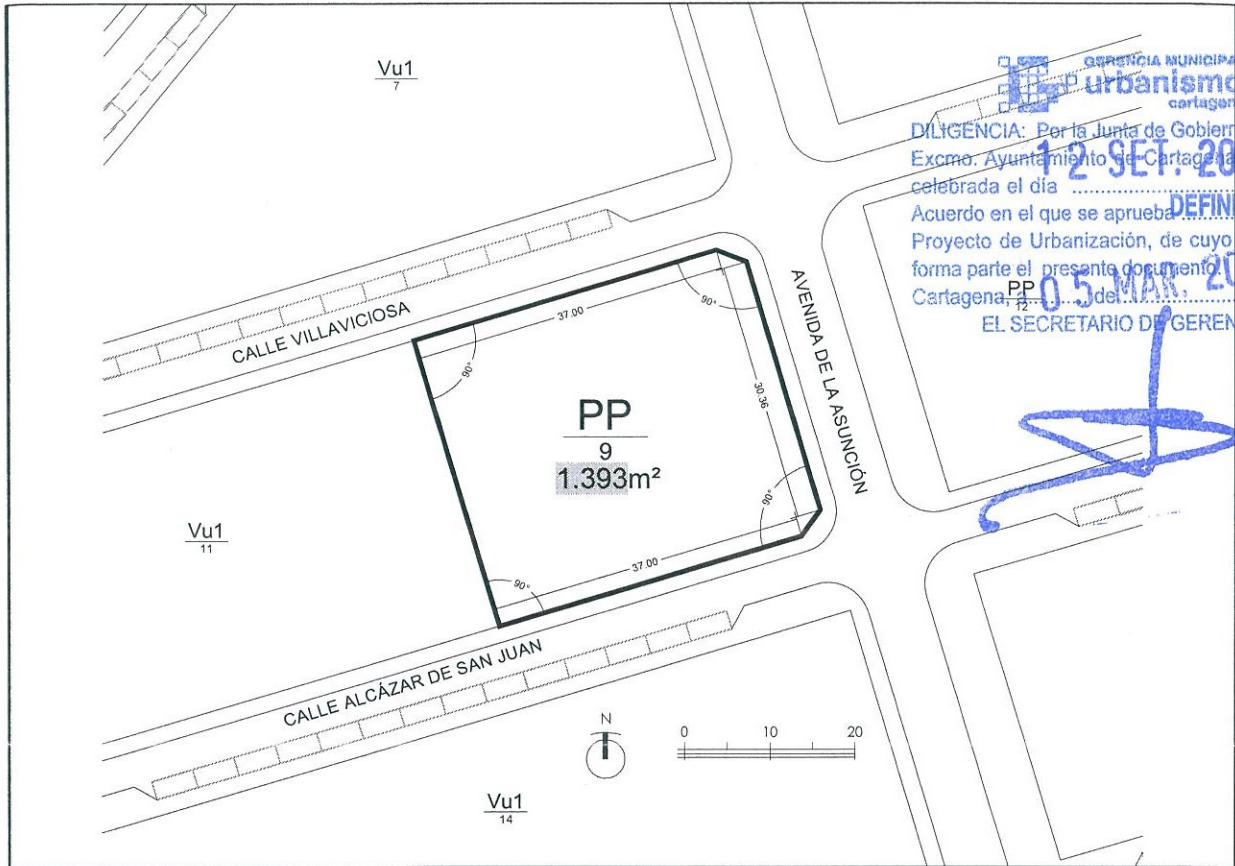 Vu1
7
GERENCIA MUNICIPA
urbanismo
cartagen
DILIGENCIA: Por la Junta de Gobiern
Excmo. Ayuntamiento de Cartagena
celebrada el día 12 SET. 20
Acuerdo en el que se aprueba DEFINI
Proyecto de Urbanización, de cuyo
forma parte el presente documento.
Cartagena, a 05 de MAR. 20
EL SECRETARIO DE GEREN
PP
12
CALLE VILLAVICIOSA
AVENIDA DE LA ASUNCIÓN
37.00
90°
90°
30.36
PP
9
1.393m²
90°
Vu1
11
37.00
90°
CALLE ALCÁZAR DE SAN JUAN
N
0 10 20
Vu1
14